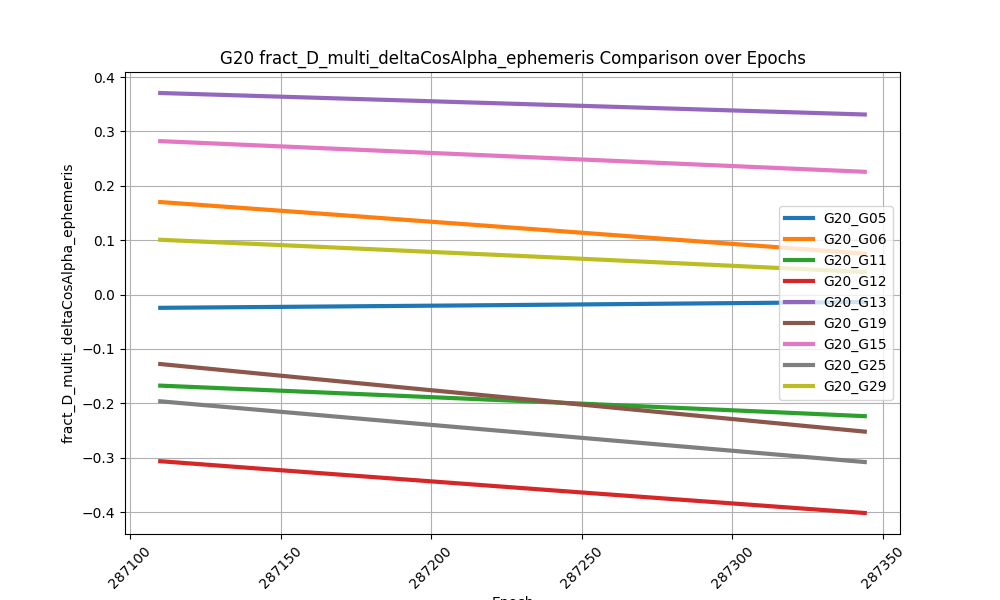 G20 fract_D_multi_deltaCosAlpha_ephemeris Comparison over Epochs
fract_D_multi_deltaCosAlpha_ephemeris
0.4
0.3
0.2
0.1
0.0
−0.1
−0.2
−0.3
−0.4
G20_G05
G20_G06
G20_G11
G20_G12
G20_G13
G20_G19
G20_G15
G20_G25
G20_G29
287100
287150
287200
287250
287300
287350
Epoch